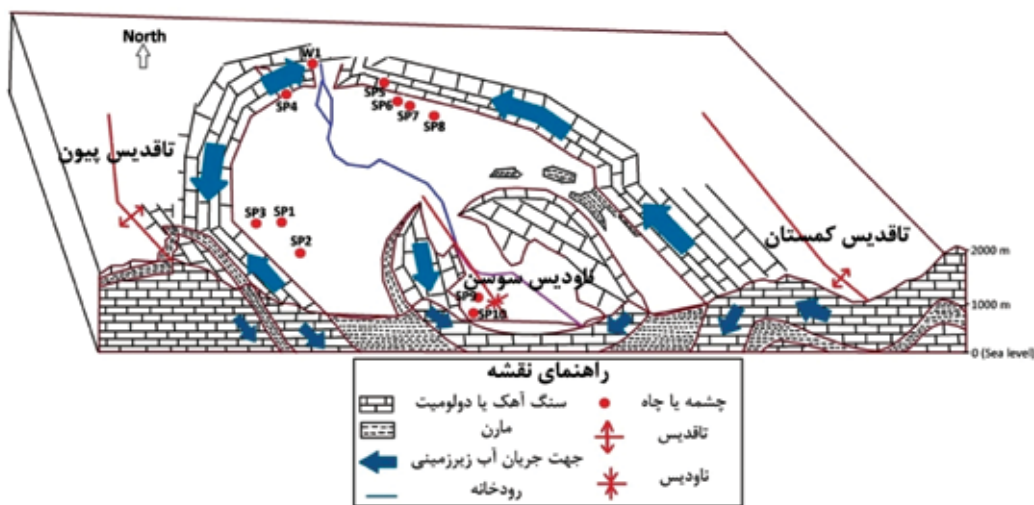 North
W1
SP5
SP4
SP6
SP7
SP8
تاقدیس پیون
SP3
SP1
SP2
تاقدیس کمستان
ناودیس سوسن
SP9
SP10
2000 m
1000 m
0 (Sea level)
راهنمای نقشه
چشمه یا چاه
سنگ آهک یا دولومیت
تاقدیس
مارن
ناودیس
جهت جریان آب زیرزمینی
رودخانه